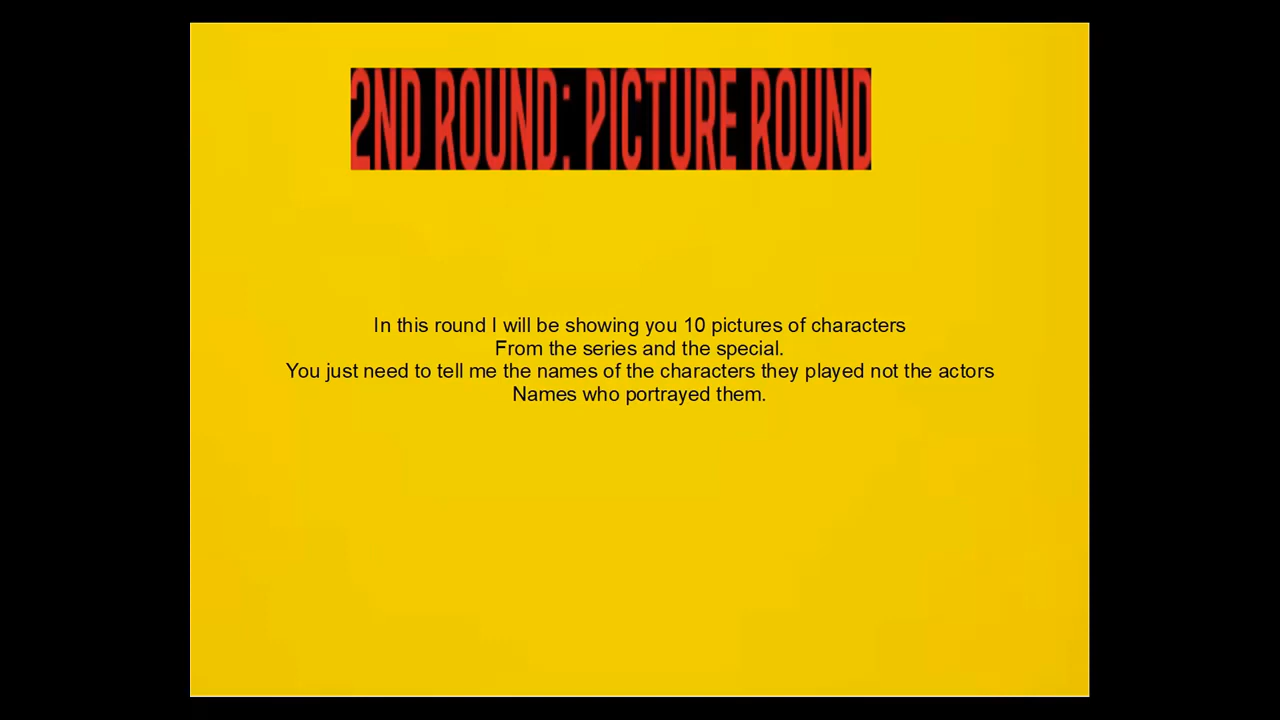 2ND ROUND: PICTURE ROUND
In this round I will be showing you 10 pictures of characters
From the series and the special.
You just need to tell me the names of the characters they played not the actors
Names who portrayed them.